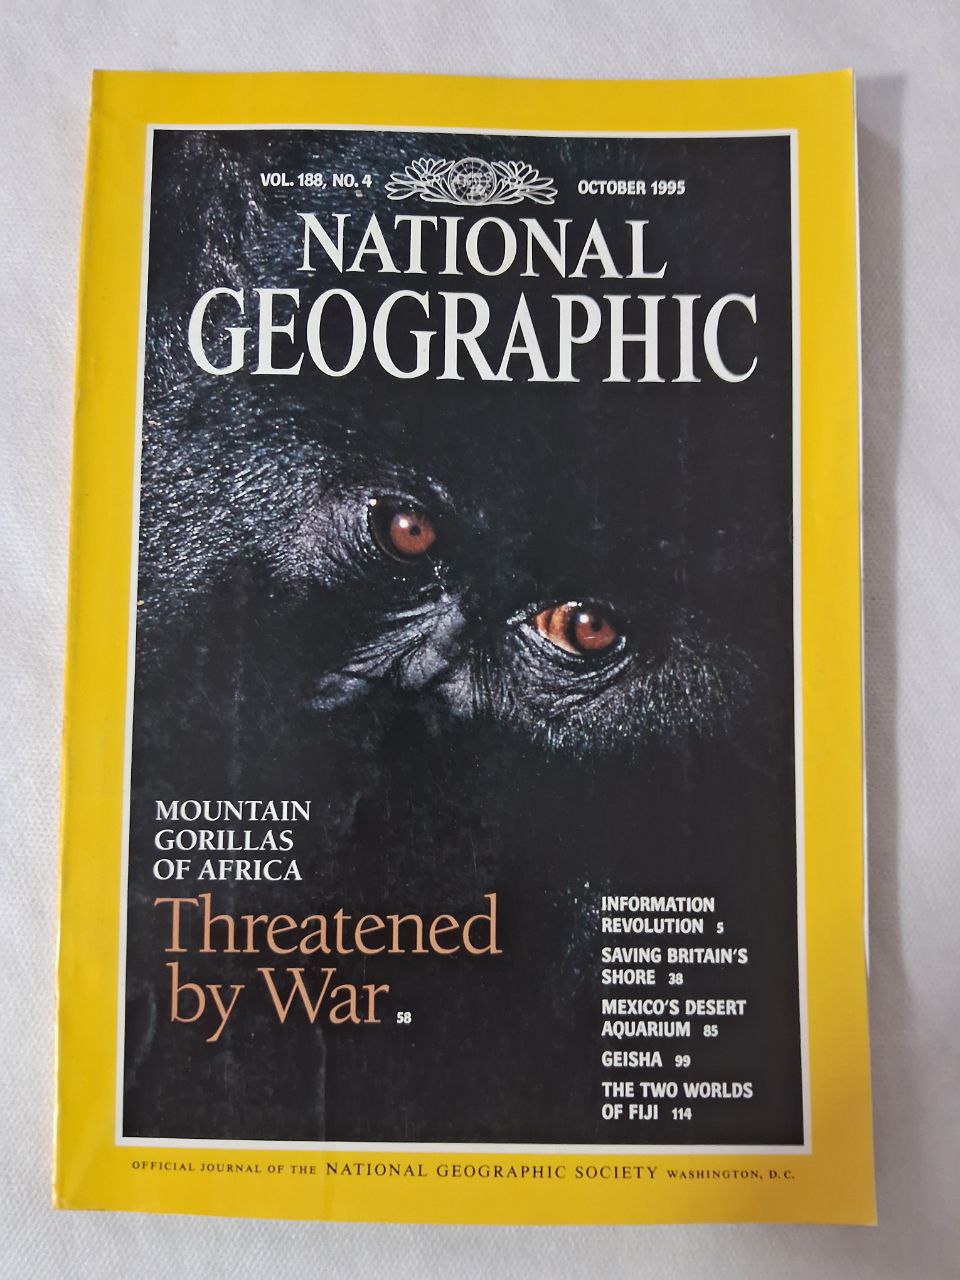 VOL. 188, NO. 4
OCTOBER 1995
NATIONAL
GEOGRAPHIC
MOUNTAIN
GORILLAS
OF AFRICA
Threatened
by War 58
INFORMATION
REVOLUTION 5
SAVING BRITAIN'S
SHORE 38
MEXICO'S DESERT
AQUARIUM 85
GEISHA 99
THE TWO WORLDS
OF FIJI 114
OFFICIAL JOURNAL OF THE NATIONAL GEOGRAPHIC SOCIETY WASHINGTON, D.C.